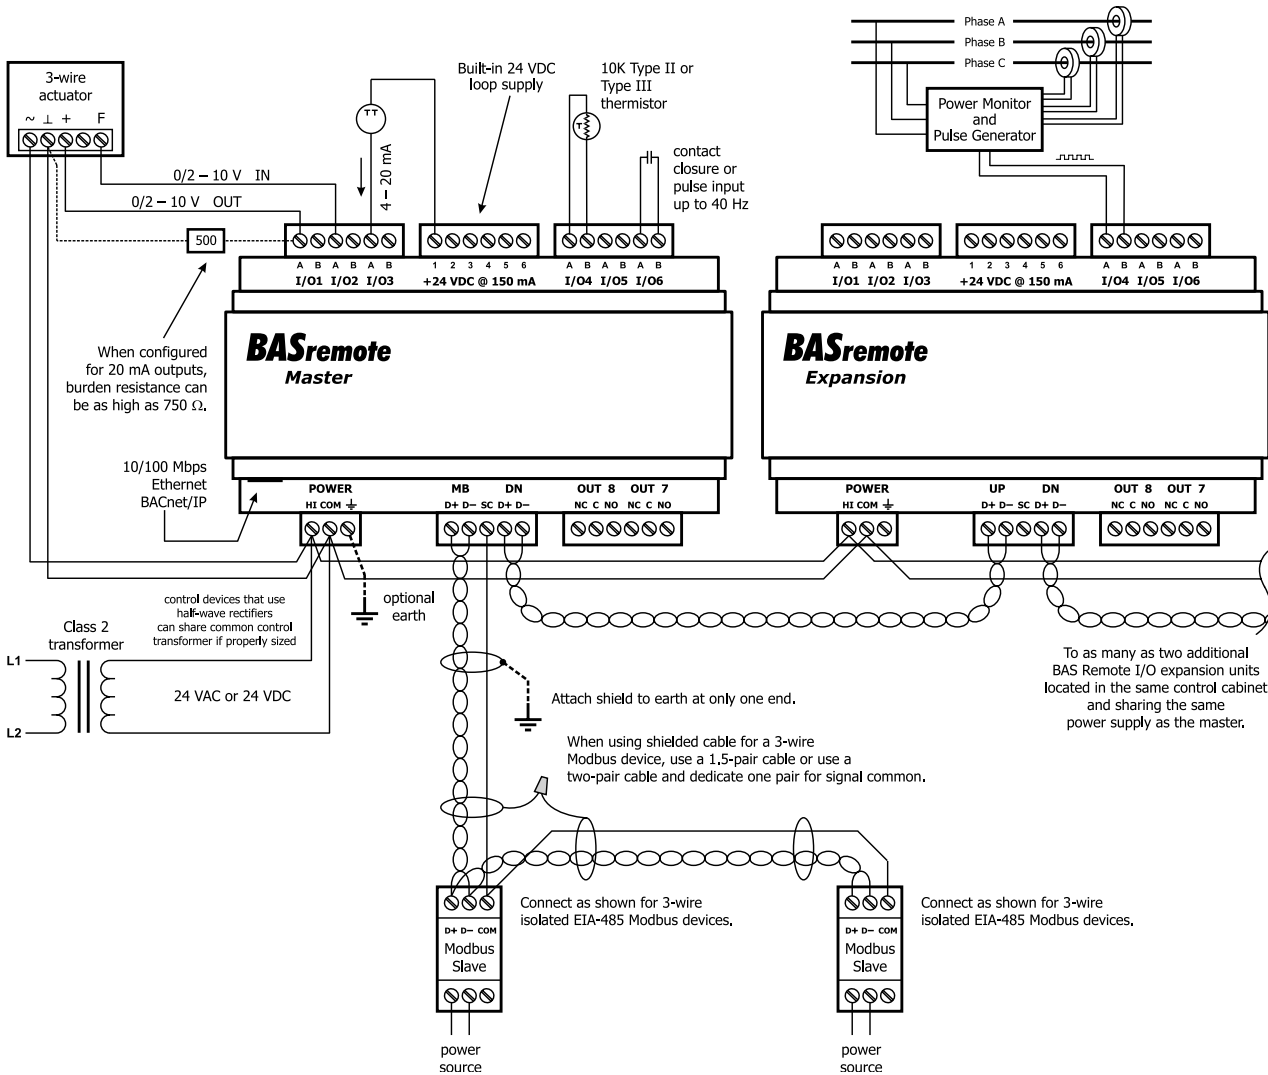 Phase A
Phase B
Phase C
3-wire
actuator
~ ⊥ + F
Built-in 24 VDC
loop supply
10K Type II or
Type III
thermistor
T T
T
4 – 20 mA
contact
closure or
pulse input
up to 40 Hz
Power Monitor
and
Pulse Generator
0/2 – 10 V IN
0/2 – 10 V OUT
500
A B A B A B
I/O1 I/O2 I/O3
1 2 3 4 5 6
+24 VDC @ 150 mA
A B A B A B
I/O4 I/O5 I/O6
A B A B A B
I/O1 I/O2 I/O3
1 2 3 4 5 6
+24 VDC @ 150 mA
A B A B A B
I/O4 I/O5 I/O6
When configured
for 20 mA outputs,
burden resistance can
be as high as 750 Ω.
BASremote
Master
BASremote
Expansion
10/100 Mbps
Ethernet
BACnet/IP
POWER
HI COM ⏚
MB DN
D+ D– SC D+ D–
OUT 8 OUT 7
NC C NO NC C NO
POWER
HI COM ⏚
UP DN
D+ D– SC D+ D–
OUT 8 OUT 7
NC C NO NC C NO
control devices that use
half-wave rectifiers
can share common control
transformer if properly sized
optional
earth
Class 2
transformer
L1
L2
24 VAC or 24 VDC
To as many as two additional
BAS Remote I/O expansion units
located in the same control cabinet
and sharing the same
power supply as the master.
Attach shield to earth at only one end.
When using shielded cable for a 3-wire
Modbus device, use a 1.5-pair cable or use a
two-pair cable and dedicate one pair for signal common.
D+ D– COM
Modbus
Slave
Connect as shown for 3-wire
isolated EIA-485 Modbus devices.
D+ D– COM
Modbus
Slave
Connect as shown for 3-wire
isolated EIA-485 Modbus devices.
power
source
power
source